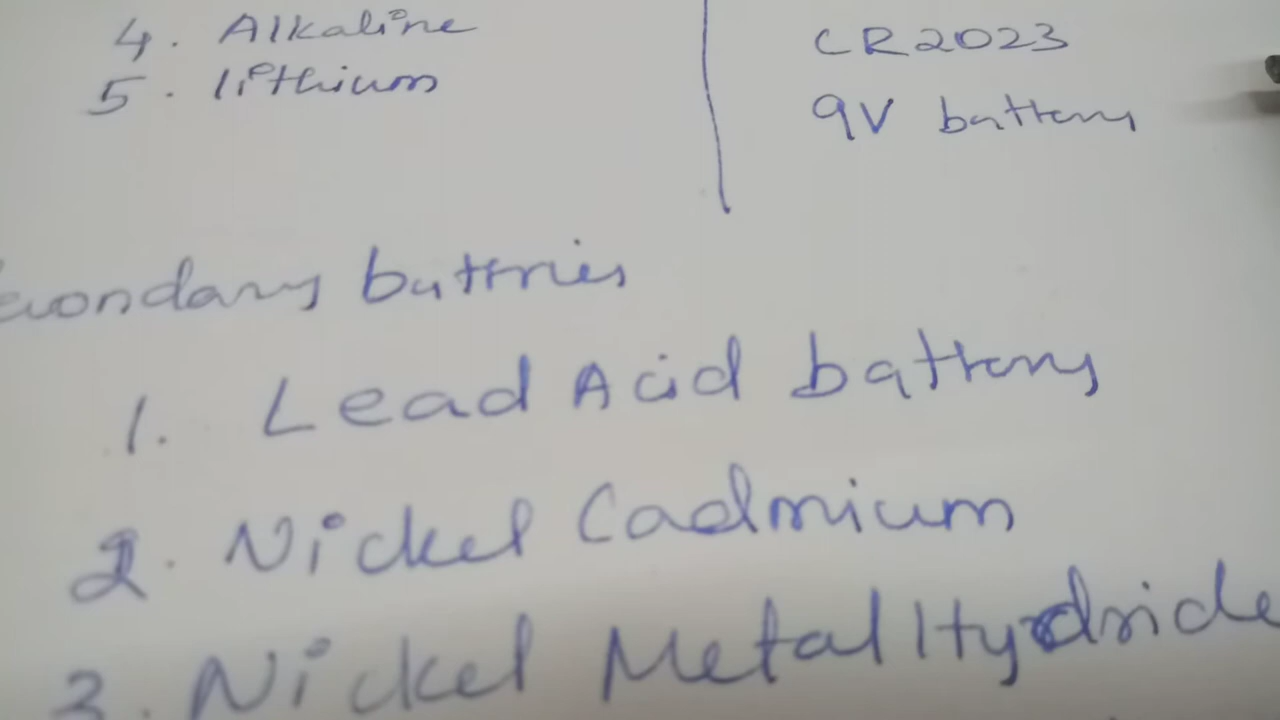 4. Alkaline
5. lithium
CR2023
9V battery
Secondary batteries
1. Lead Acid battery
2. Nickel Cadmium
3. Nickel Metal Hydride